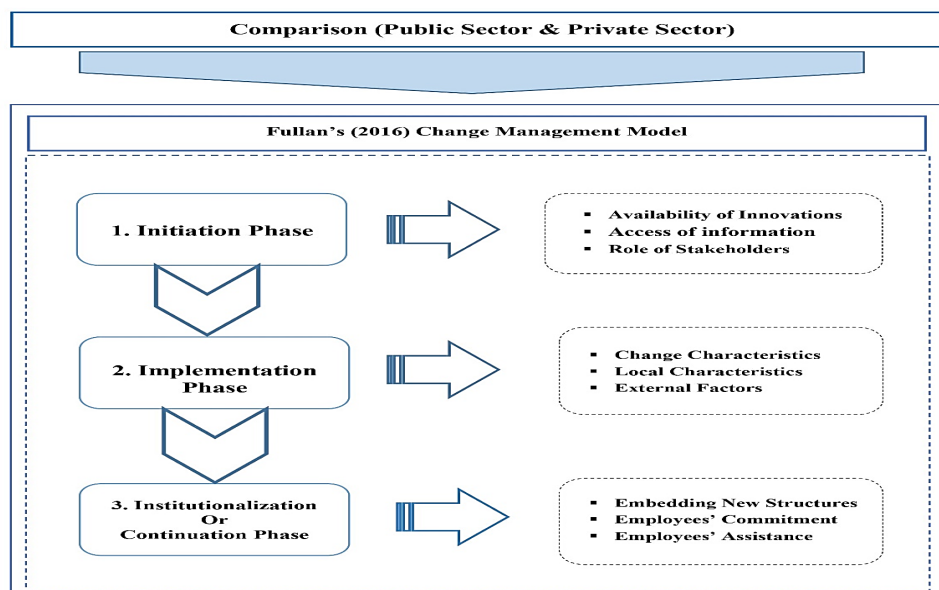 Comparison (Public Sector & Private Sector)
Fullan's (2016) Change Management Model
1. Initiation Phase
▪ Availability of Innovations
▪ Access of information
▪ Role of Stakeholders
2. Implementation
Phase
▪ Change Characteristics
▪ Local Characteristics
▪ External Factors
3. Institutionalization
Or
Continuation Phase
▪ Embedding New Structures
▪ Employees' Commitment
▪ Employees' Assistance